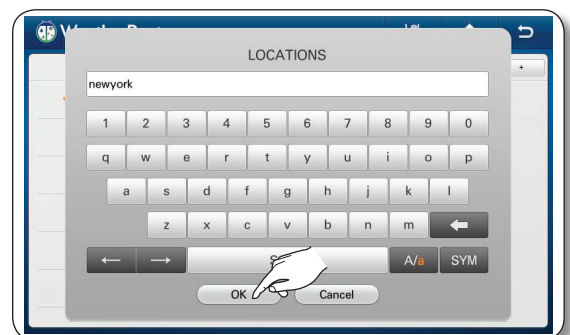 LOCATIONS
newyork
1 2 3 4 5 6 7 8 9 0
q w e r t y u i o p
+
a s d f g h j k l
z x c v b n m
← → A/a SYM
OK Cancel